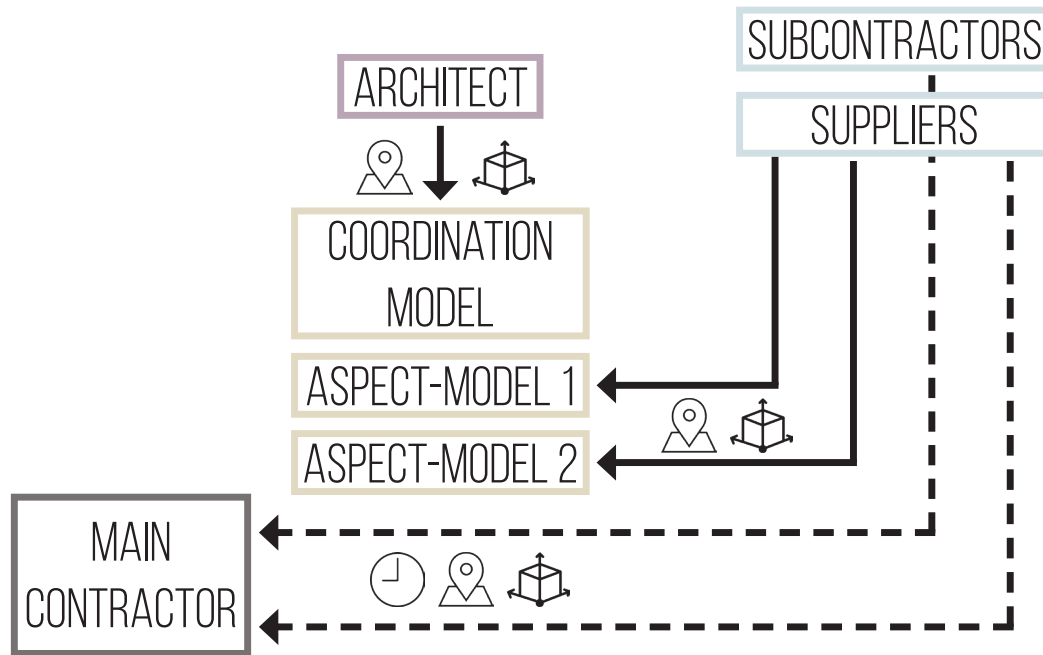 SUBCONTRACTORS
ARCHITECT
SUPPLIERS
COORDINATION
MODEL
ASPECT-MODEL 1
ASPECT-MODEL 2
MAIN
CONTRACTOR